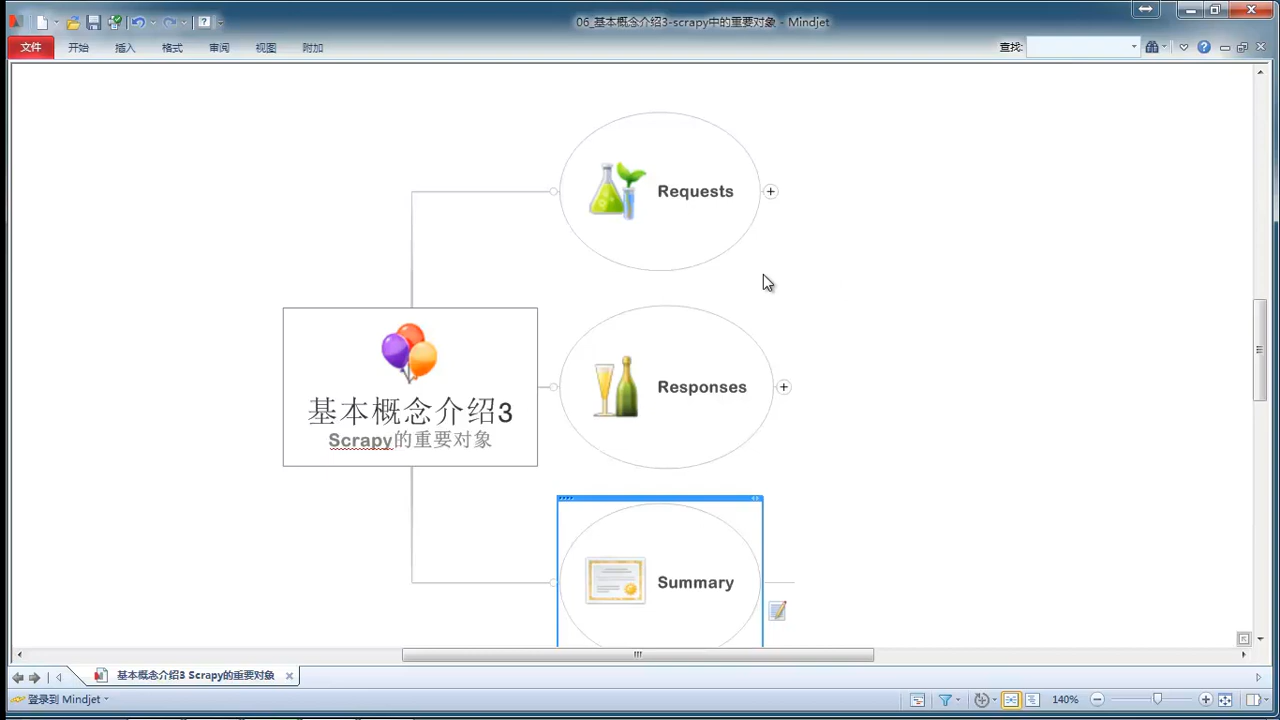 06_基本概念介绍3-scrapy中的重要对象 - Mindjet
文件 开始 插入 格式 审阅 视图 附加 查找:
Requests
Responses
基本概念介绍3
Scrapy的重要对象
Summary
基本概念介绍3 Scrapy的重要对象
登录到 Mindjet
140%